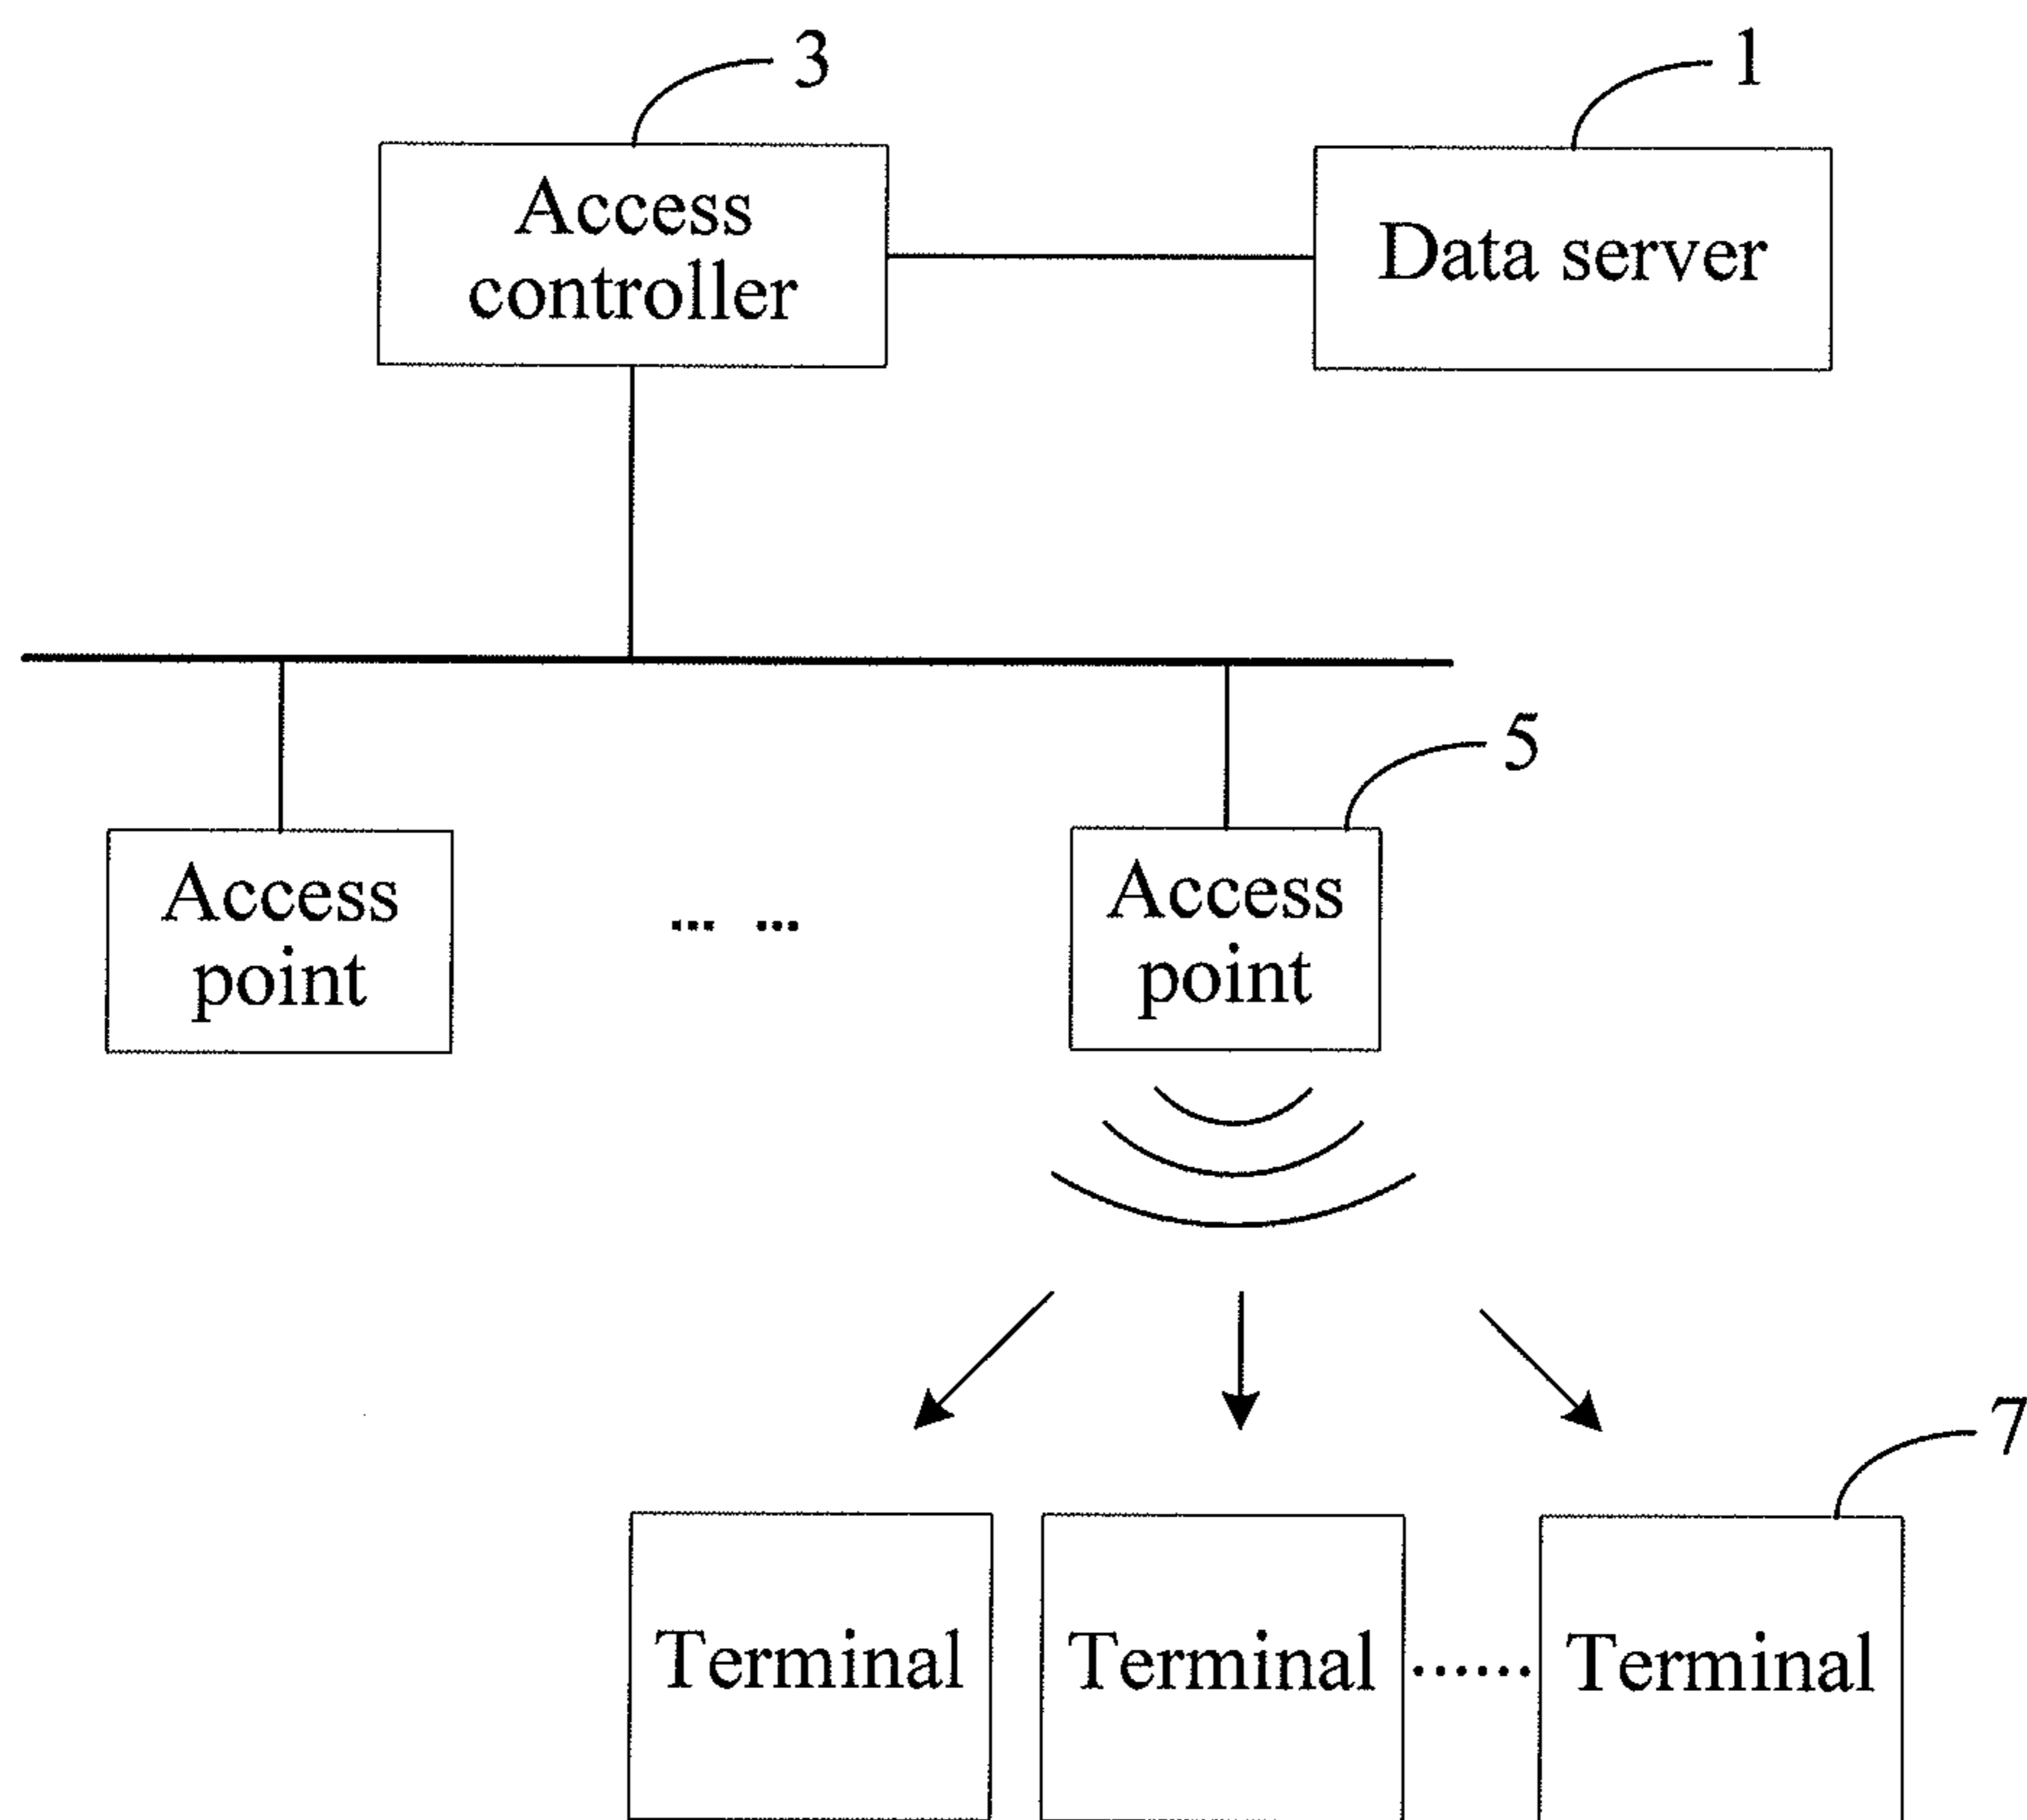 3
1
Access
controller
Data server
5
Access
point
... ...
Access
point
7
Terminal
Terminal
......
Terminal